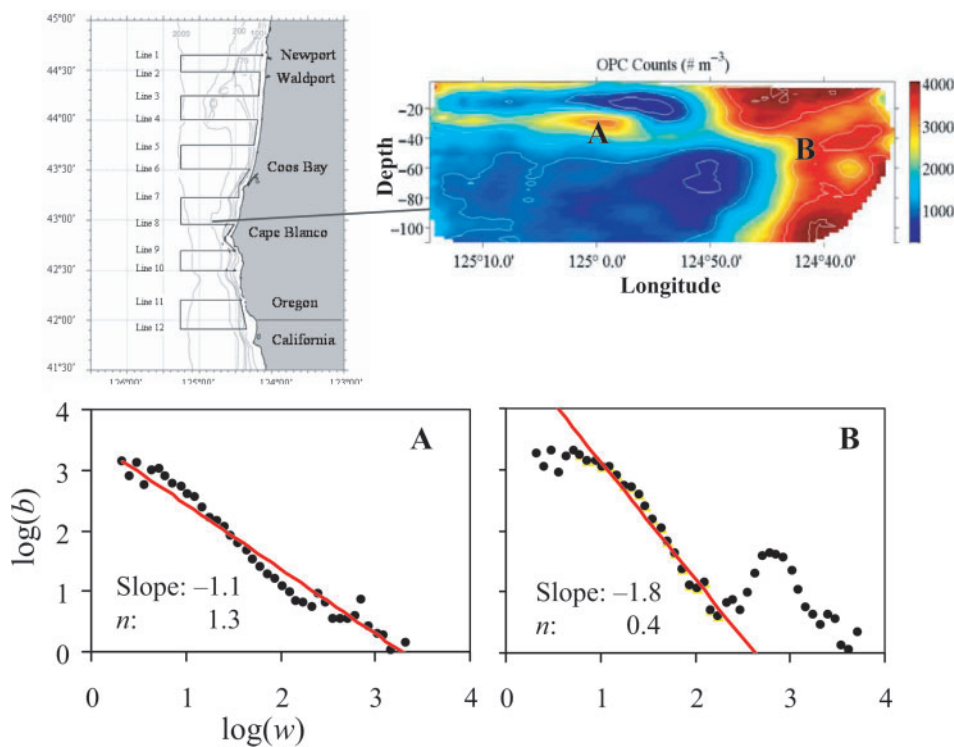 45°00'
44°30'
44°00'
43°30'
43°00'
42°30'
42°00'
41°30'
126°00'
125°00'
124°00'
123°00'
2000
200
100
Line 1
Line 2
Line 3
Line 4
Line 5
Line 6
Line 7
Line 8
Line 9
Line 10
Line 11
Line 12
Newport
Waldport
Coos Bay
Cape Blanco
Oregon
California
OPC Counts (# m⁻³)
Depth
−20
−40
−60
−80
−100
A
B
4000
3000
2000
1000
125°10.0'
125°0.0'
124°50.0'
124°40.0'
Longitude
A
log(b)
4
3
2
1
0
Slope: –1.1
n: 1.3
0 1 2 3 4
log(w)
B
Slope: –1.8
n: 0.4
0 1 2 3 4
log(w)